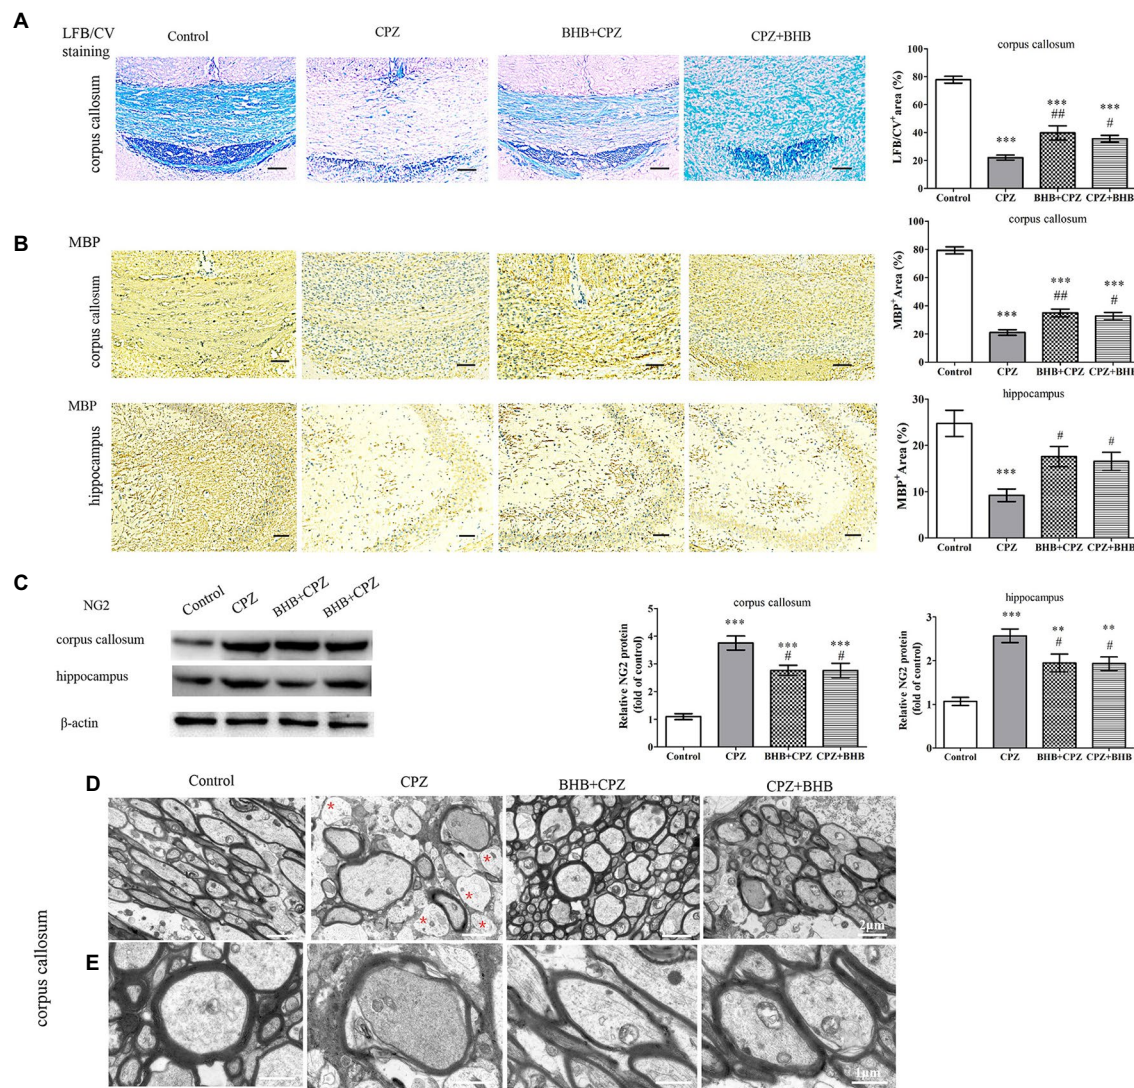 A
LFB/CV
staining
Control
CPZ
BHB+CPZ
CPZ+BHB
corpus callosum
corpus callosum
LFB/CV+area (%)
100
80
60
40
20
0
***
***
##
***
#
Control
CPZ
BHB+CPZ
CPZ+BHB
B
MBP
corpus callosum
corpus callosum
MBP+Area (%)
100
80
60
40
20
0
***
***
##
***
#
Control
CPZ
BHB+CPZ
CPZ+BHB
MBP
hippocampus
hippocampus
MBP+Area (%)
30
20
10
0
***
#
#
Control
CPZ
BHB+CPZ
CPZ+BHB
C
NG2
Control
CPZ
BHB+CPZ
BHB+CPZ
corpus callosum
hippocampus
β-actin
corpus callosum
Relative NG2 protein
(fold of control)
5
4
3
2
1
0
***
***
#
***
#
Control
CPZ
BHB+CPZ
CPZ+BHB
hippocampus
Relative NG2 protein
(fold of control)
3
2
1
0
***
**
#
**
#
Control
CPZ
BHB+CPZ
CPZ+BHB
D
Control
CPZ
BHB+CPZ
CPZ+BHB
*
*
*
*
*
2μm
corpus callosum
E
1μm